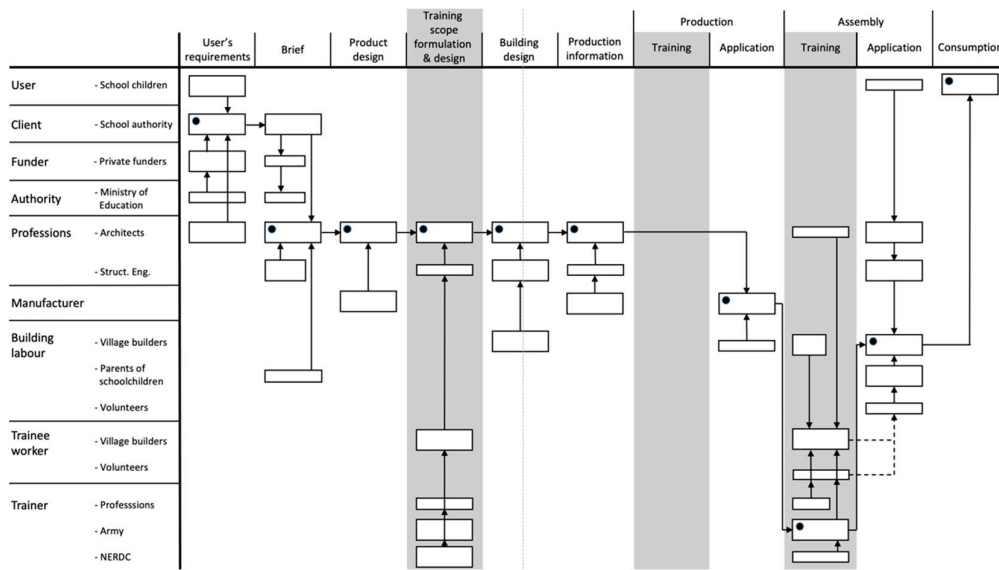 Training
scope
formulation
& design
Production
Assembly
User's
requirements
Brief
Product
design
Building
design
Production
information
Training
Application
Training
Application
Consumption
User
- School children
Client
- School authority
Funder
- Private funders
Authority
- Ministry of
Education
Professions
- Architects
- Struct. Eng.
Manufacturer
Building
labour
- Village builders
- Parents of
schoolchildren
- Volunteers
Trainee
worker
- Village builders
- Volunteers
Trainer
- Professsions
- Army
- NERDC